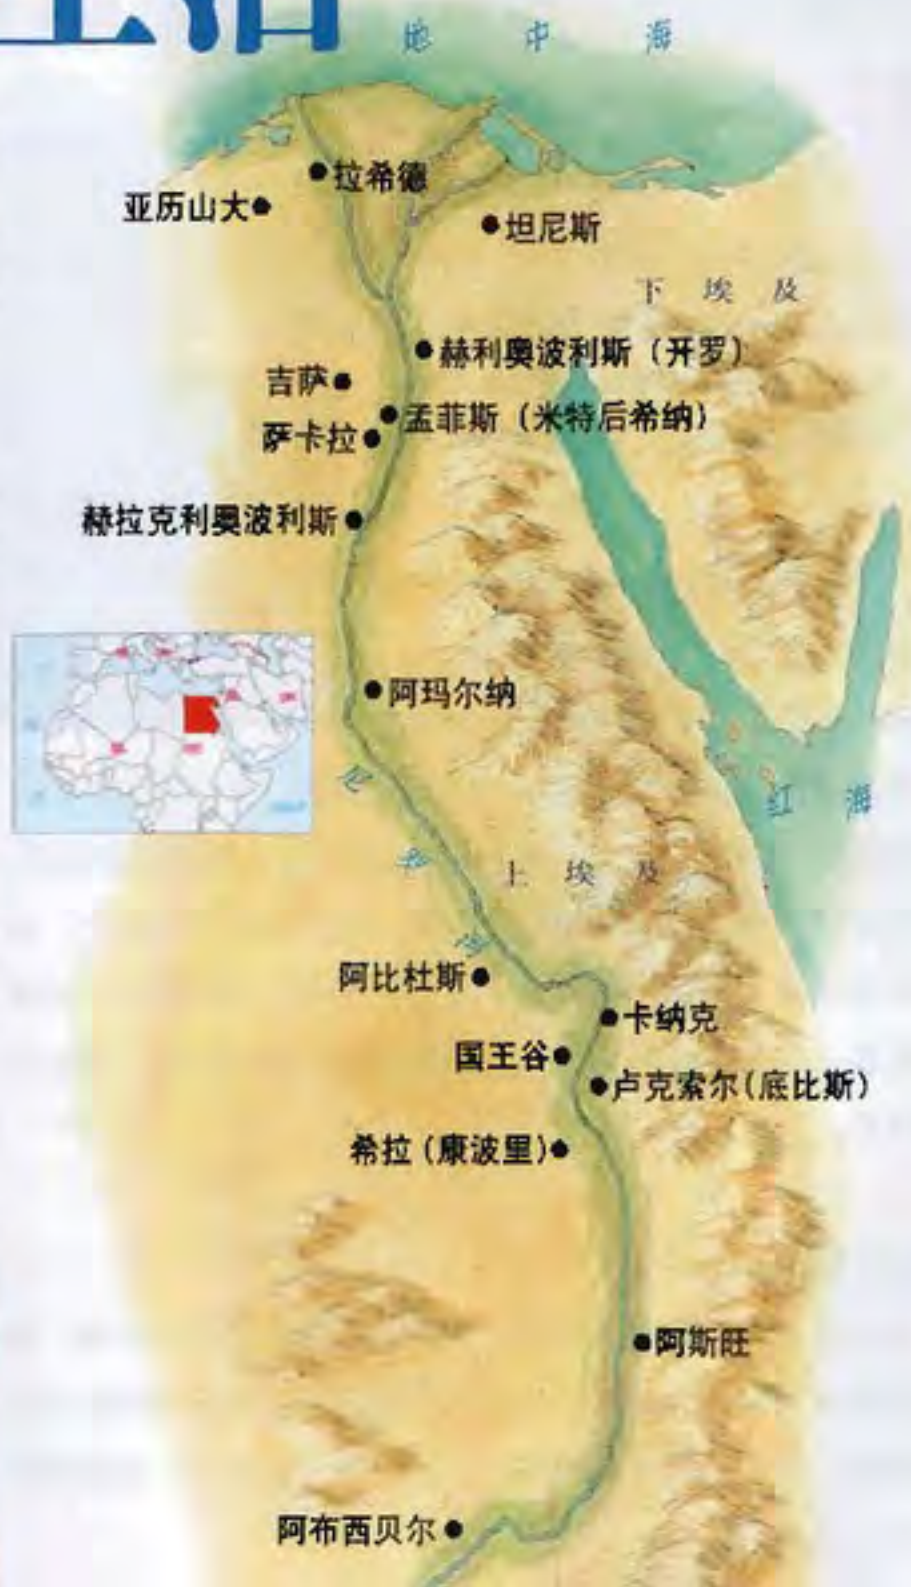 生活
地中海
拉希德
亚历山大
坦尼斯
下埃及
赫利奥波利斯（开罗）
吉萨
孟菲斯（米特后希纳）
萨卡拉
赫拉克利奥波利斯
阿玛尔纳
尼
红海
上埃及
阿比杜斯
卡纳克
国王谷
卢克索尔(底比斯)
希拉(康波里)
阿斯旺
阿布西贝尔